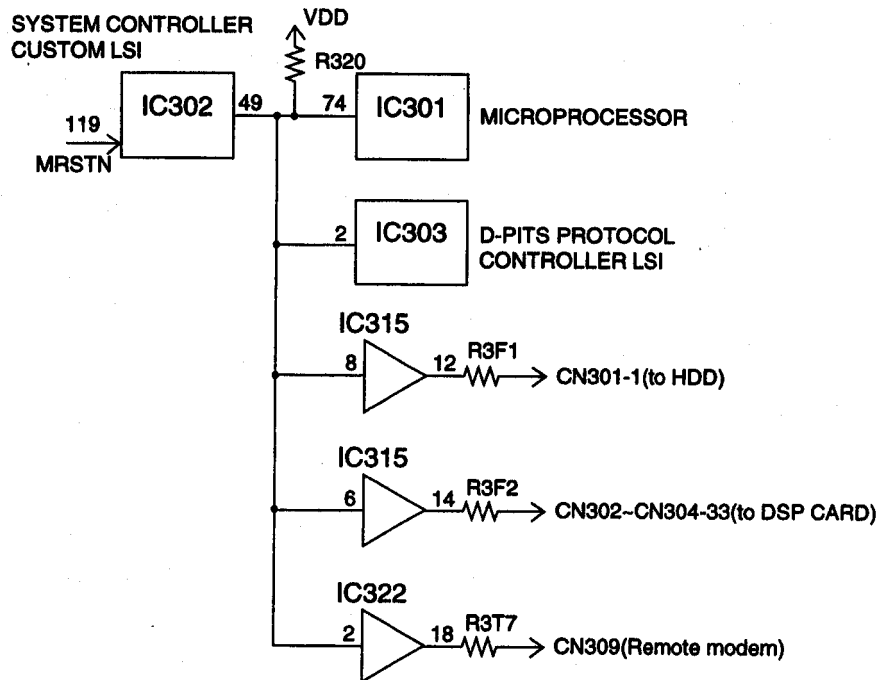 SYSTEM CONTROLLER
CUSTOM LSI
VDD
R320
IC302
49
74
IC301
MICROPROCESSOR
119
MRSTN
2
IC303
D-PITS PROTOCOL
CONTROLLER LSI
IC315
8
12
R3F1
CN301-1(to HDD)
IC315
6
14
R3F2
CN302~CN304-33(to DSP CARD)
IC322
2
18
R3T7
CN309(Remote modem)